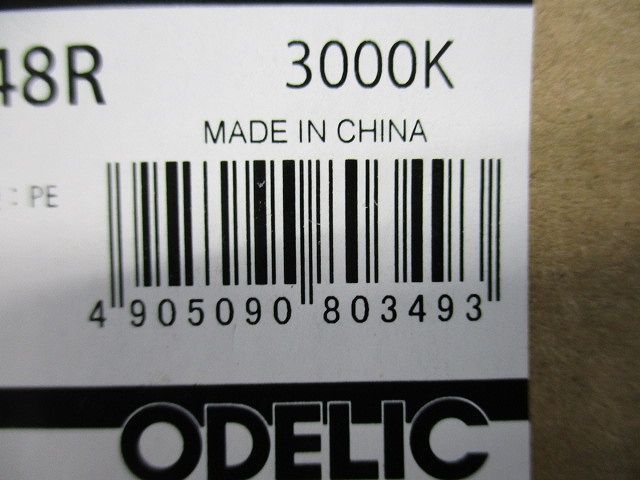 48R 3000K
MADE IN CHINA
: PE
4 905090 803493
ODELIC